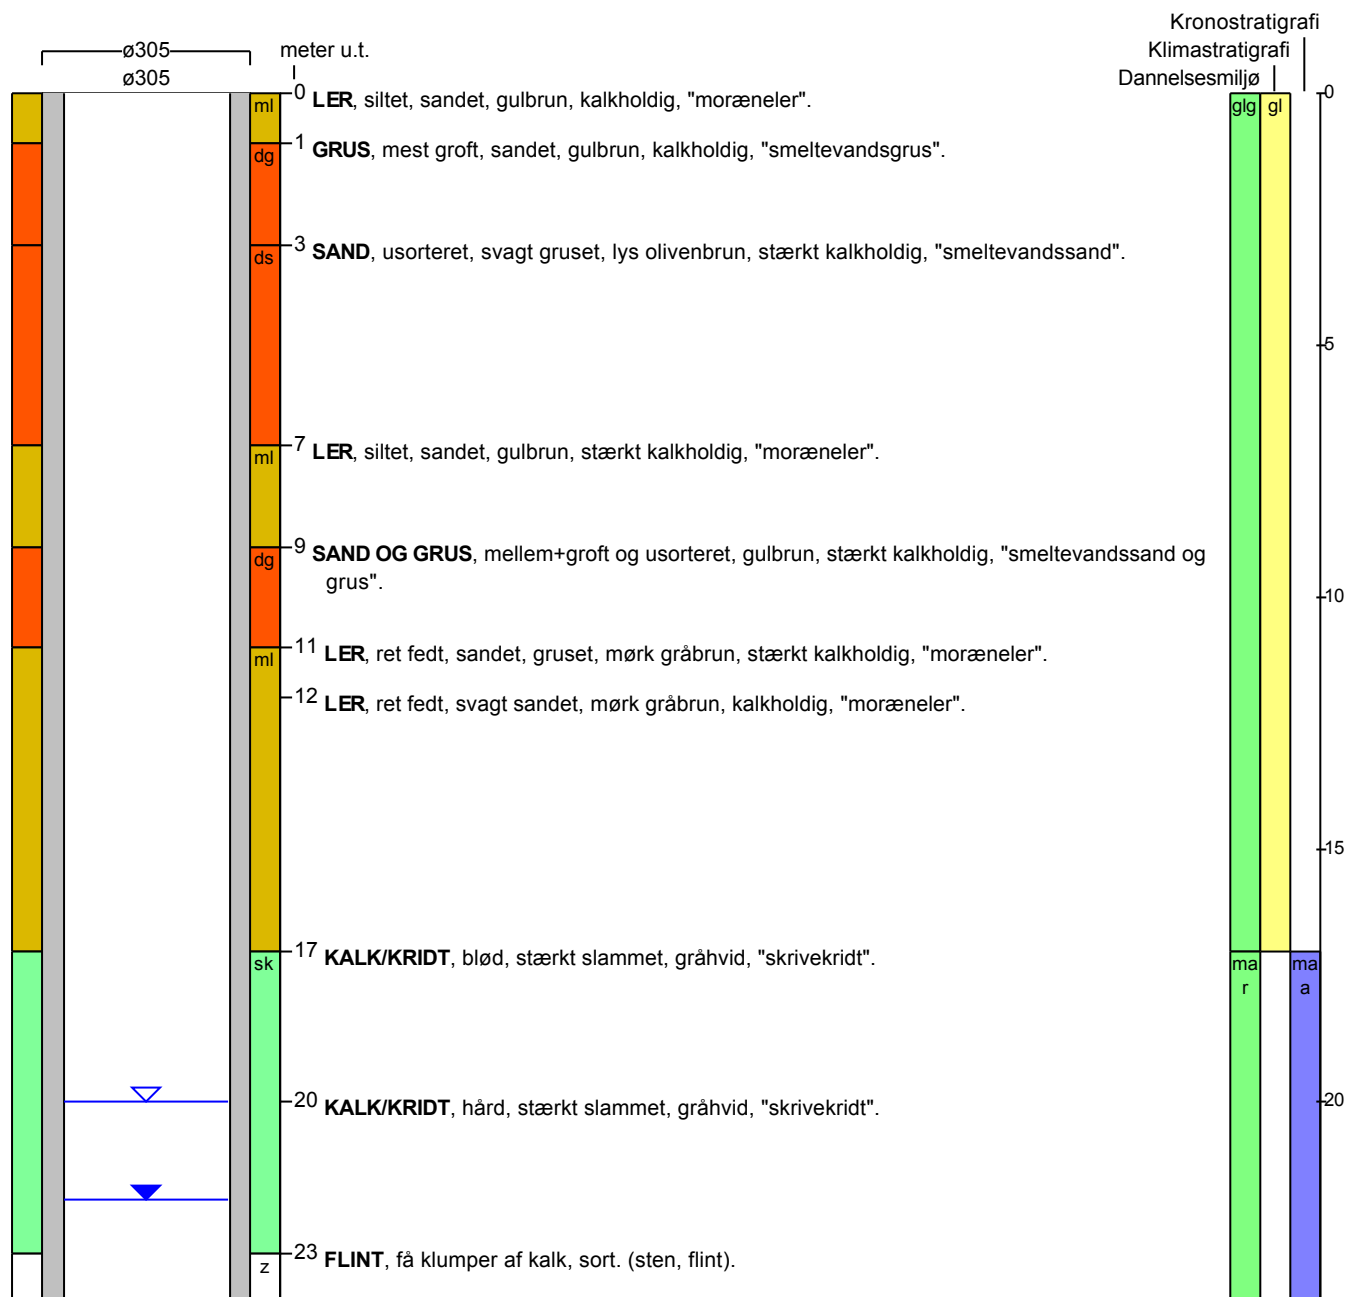 Kronostratigrafi
ø305 meter u.t. Klimastratigrafi
ø305 Dannelsesmiljø
ml 0 LER, siltet, sandet, gulbrun, kalkholdig, "moræneler". glg gl 0
dg 1 GRUS, mest groft, sandet, gulbrun, kalkholdig, "smeltevandsgrus".
ds 3 SAND, usorteret, svagt gruset, lys olivenbrun, stærkt kalkholdig, "smeltevandssand".
5
ml 7 LER, siltet, sandet, gulbrun, stærkt kalkholdig, "moræneler".
dg 9 SAND OG GRUS, mellem+groft og usorteret, gulbrun, stærkt kalkholdig, "smeltevandssand og
grus".
10
ml 11 LER, ret fedt, sandet, gruset, mørk gråbrun, stærkt kalkholdig, "moræneler".
12 LER, ret fedt, svagt sandet, mørk gråbrun, kalkholdig, "moræneler".
15
sk 17 KALK/KRIDT, blød, stærkt slammet, gråhvid, "skrivekridt". ma ma
r a
20 KALK/KRIDT, hård, stærkt slammet, gråhvid, "skrivekridt". 20
z 23 FLINT, få klumper af kalk, sort. (sten, flint).